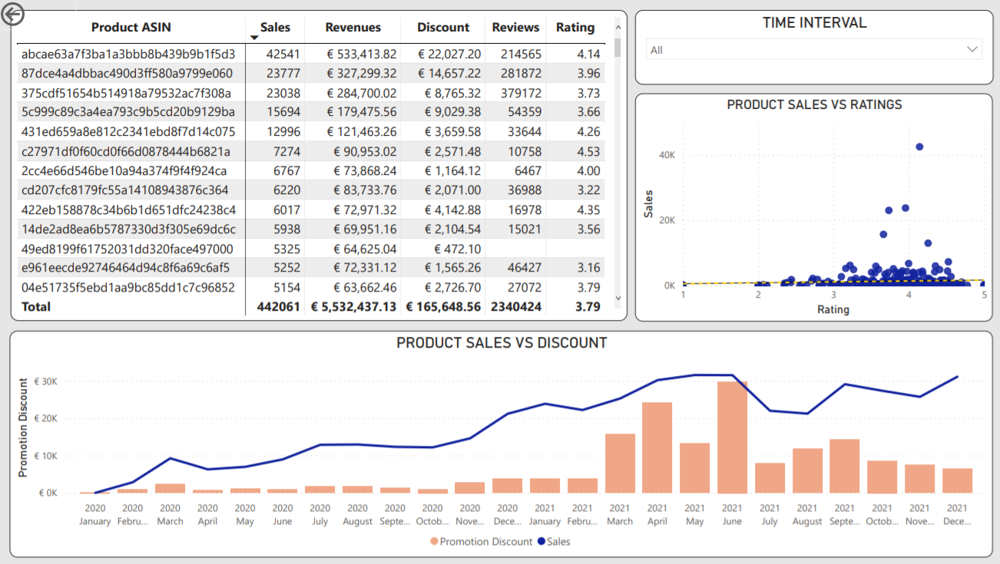 Product ASIN Sales Revenues Discount Reviews Rating
abcae63a7f3ba1a3bbb8b439b9b1f5d3 42541 € 533,413.82 € 22,027.20 214565 4.14
87dce4a4dbbac490d3ff580a9799e060 23777 € 327,299.32 € 14,657.22 281872 3.96
375cdf51654b514918a79532ac7f308a 23038 € 284,700.02 € 8,765.32 379172 3.73
5c999c89c3a4ea793c9b5cd20b9129ba 15694 € 179,475.56 € 9,029.38 54359 3.66
431ed659a8e812c2341ebd8f7d14c075 12996 € 121,463.26 € 3,659.58 33644 4.26
c27971df0f60cd0f66d0878444b6821a 7274 € 90,953.02 € 2,571.48 10758 4.53
2cc4e66d546be10a94a374f9f4f924ca 6767 € 73,868.24 € 1,164.12 6467 4.00
cd207cfc8179fc55a14108943876c364 6220 € 83,733.76 € 2,071.00 36988 3.22
422eb158878c34b6b1d651dfc24238c4 6017 € 72,971.32 € 4,142.88 16978 4.35
14de2ad8ea6b5787330d3f305e69dc6c 5938 € 69,951.16 € 2,104.54 15021 3.56
49ed8199f61752031dd320face497000 5325 € 64,625.04 € 472.10
e961eecde92746464d94c8f6a69c6af5 5252 € 72,331.12 € 1,565.26 46427 3.16
04e51735f5ebd1aa9bc85dd1c7c96852 5154 € 63,662.46 € 2,726.70 27072 3.79
Total 442061 € 5,532,437.13 € 165,648.56 2340424 3.79
TIME INTERVAL
All
PRODUCT SALES VS RATINGS
Sales
40K
20K
0K
1 2 3 4 5
Rating
PRODUCT SALES VS DISCOUNT
Promotion Discount
€ 30K
€ 20K
€ 10K
€ 0K
2020 2020 2020 2020 2020 2020 2020 2020 2020 2020 2020 2020 2021 2021 2021 2021 2021 2021 2021 2021 2021 2021 2021 2021
January Febru... March April May June July August Septe... Octob... Nove... Dece... January Febru... March April May June July August Septe... Octob... Nove... Dece...
Promotion Discount Sales